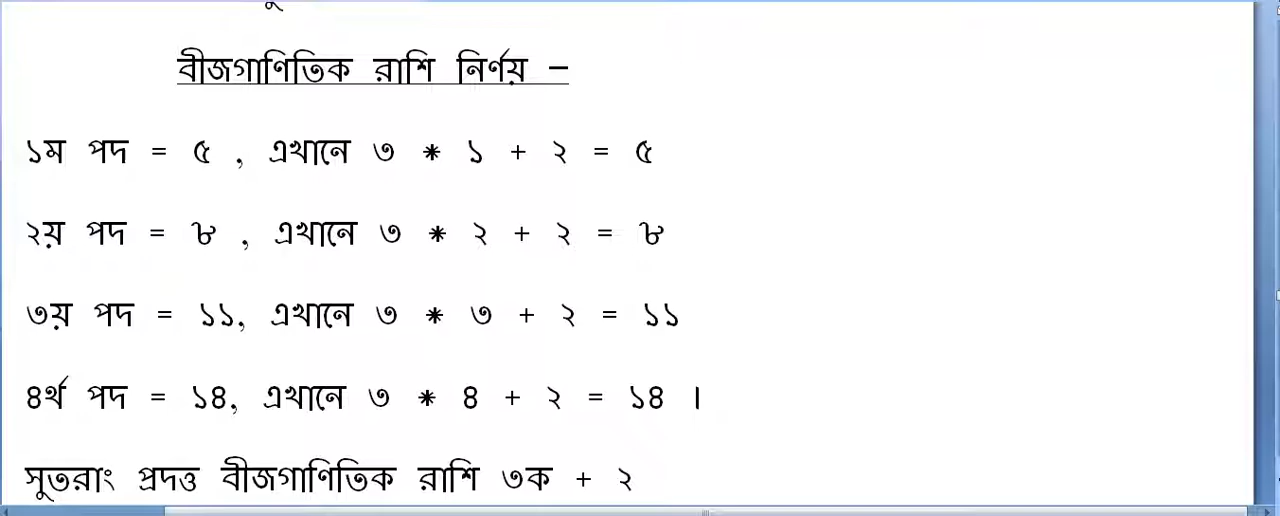 বীজগাণিতিক রাশি নির্ণয় –
১ম পদ = ৫ , এখানে ৩ * ১ + ২ = ৫
২য় পদ = ৮ , এখানে ৩ * ২ + ২ = ৮
৩য় পদ = ১১, এখানে ৩ * ৩ + ২ = ১১
৪র্থ পদ = ১৪, এখানে ৩ * ৪ + ২ = ১৪ ।
সুতরাং প্রদত্ত বীজগাণিতিক রাশি ৩ক + ২